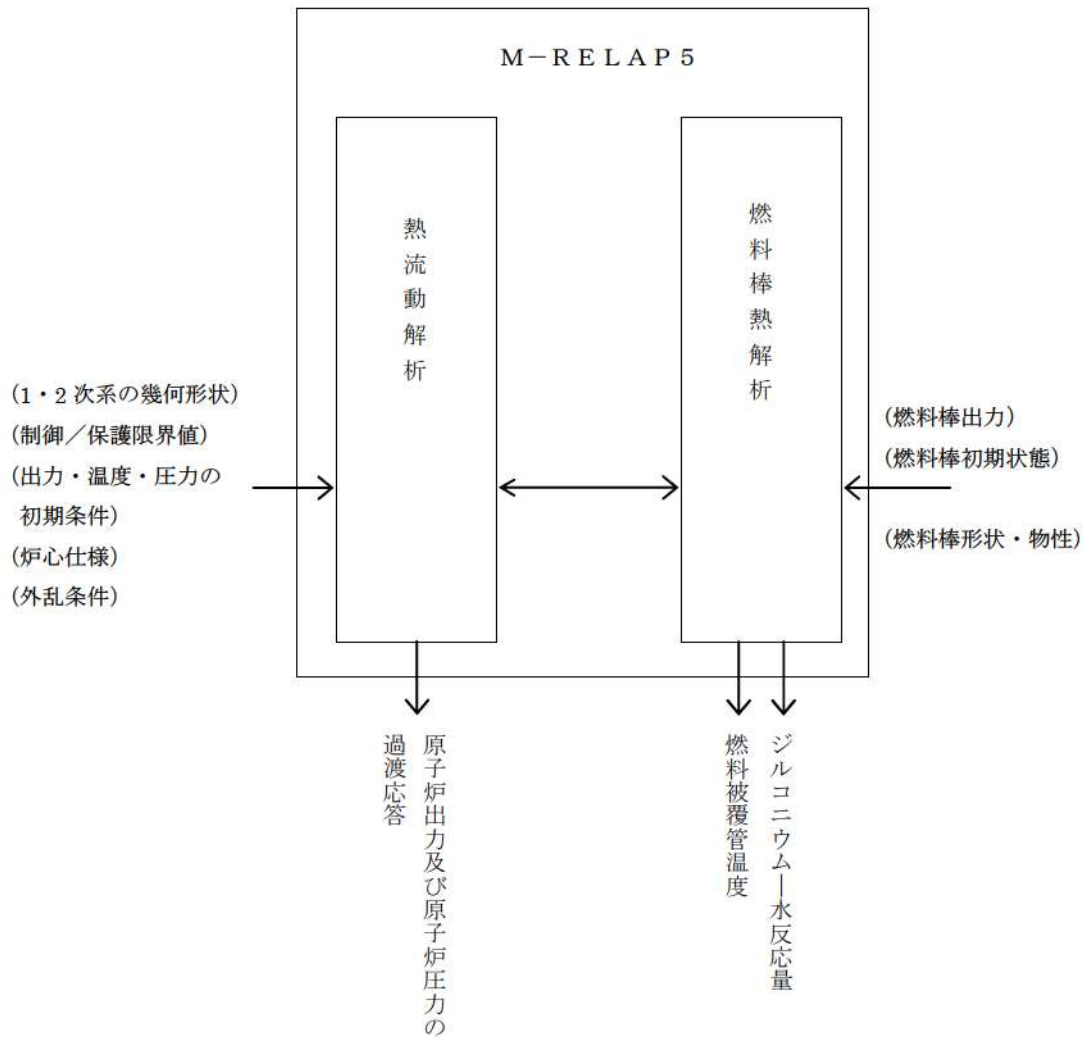 M－RELAP5
熱流動解析
燃料棒熱解析
(1・2 次系の幾何形状)
(制御／保護限界値)
(出力・温度・圧力の
初期条件)
(炉心仕様)
(外乱条件)
(燃料棒出力)
(燃料棒初期状態)
(燃料棒形状・物性)
原子炉出力及び原子炉圧力の
過渡応答
ジルコニウム―水反応量
燃料被覆管温度